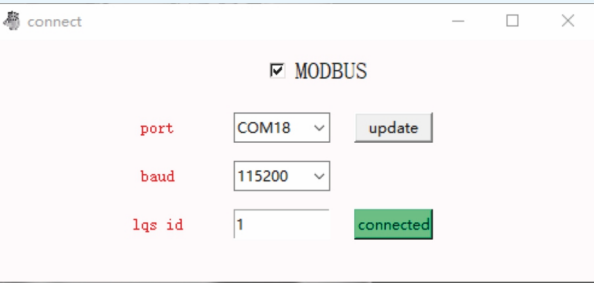 connect
MODBUS
port COM18 update
baud 115200
lqs id 1 connected